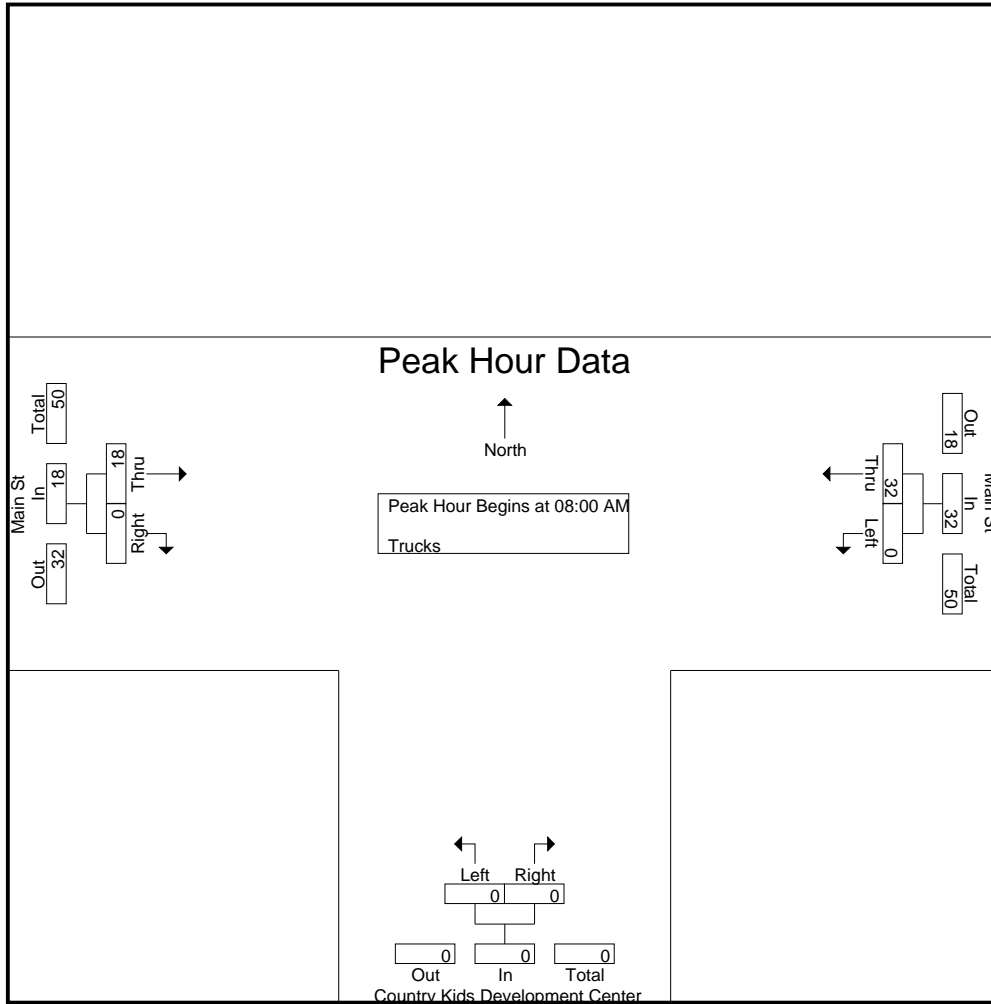 Peak Hour Data
North
Peak Hour Begins at 08:00 AM
Trucks
Main St
Total
50
In
18
Out
32
18
Thru
0
Right
Out
18
Main St
In
32
Total
50
Thru
32
Left
0
Left Right
0 0
0 0 0
Out In Total
Country Kids Development Center